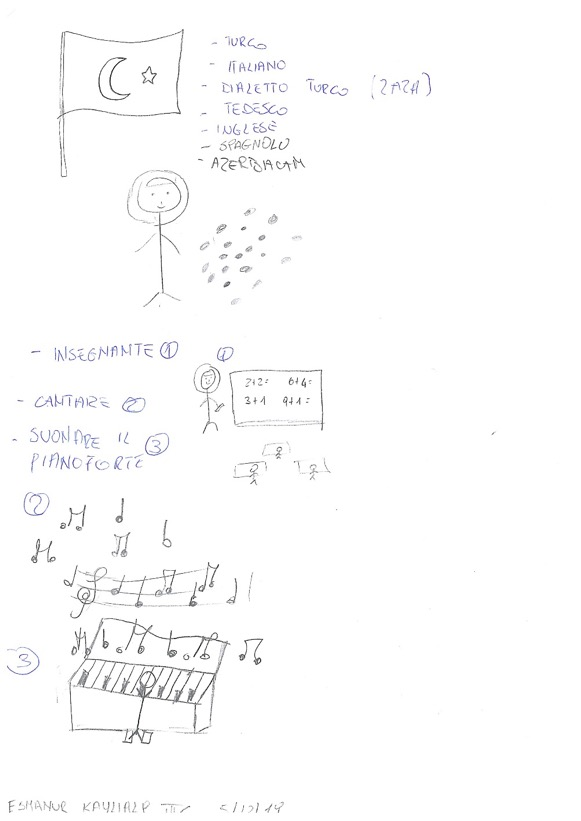 - TURCO
- ITALIANO
- DIALETTO TURCO (ZAZA)
- TEDESCO
- INGLESE
- SPAGNOLO
- INSEGNANTE 1
1
2+2= 6+4=
3+1 9+1=
- CANTARE 2
- SUONARE IL
PIANOFORTE 3
2
3
ESMANUR